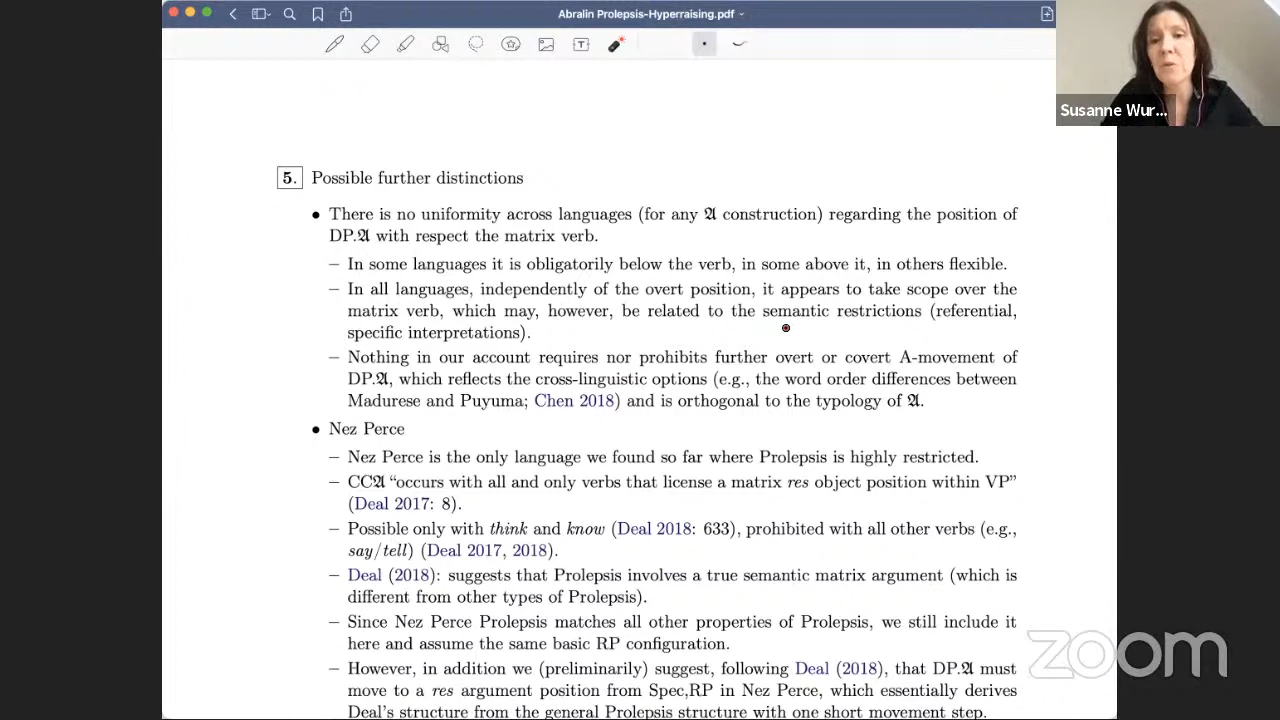 Abralin Prolepsis-Hyperraising.pdf
Susanne Wur...
5. Possible further distinctions
• There is no uniformity across languages (for any 𝕬 construction) regarding the position of
DP.𝕬 with respect the matrix verb.
– In some languages it is obligatorily below the verb, in some above it, in others flexible.
– In all languages, independently of the overt position, it appears to take scope over the
matrix verb, which may, however, be related to the semantic restrictions (referential,
specific interpretations).
– Nothing in our account requires nor prohibits further overt or covert A-movement of
DP.𝕬, which reflects the cross-linguistic options (e.g., the word order differences between
Madurese and Puyuma; Chen 2018) and is orthogonal to the typology of 𝕬.
• Nez Perce
– Nez Perce is the only language we found so far where Prolepsis is highly restricted.
– CC𝕬 “occurs with all and only verbs that license a matrix res object position within VP”
(Deal 2017: 8).
– Possible only with think and know (Deal 2018: 633), prohibited with all other verbs (e.g.,
say/tell) (Deal 2017, 2018).
– Deal (2018): suggests that Prolepsis involves a true semantic matrix argument (which is
different from other types of Prolepsis).
– Since Nez Perce Prolepsis matches all other properties of Prolepsis, we still include it
here and assume the same basic RP configuration.
– However, in addition we (preliminarily) suggest, following Deal (2018), that DP.𝕬 must
move to a res argument position from Spec,RP in Nez Perce, which essentially derives
Deal’s structure from the general Prolepsis structure with one short movement step.
zoom